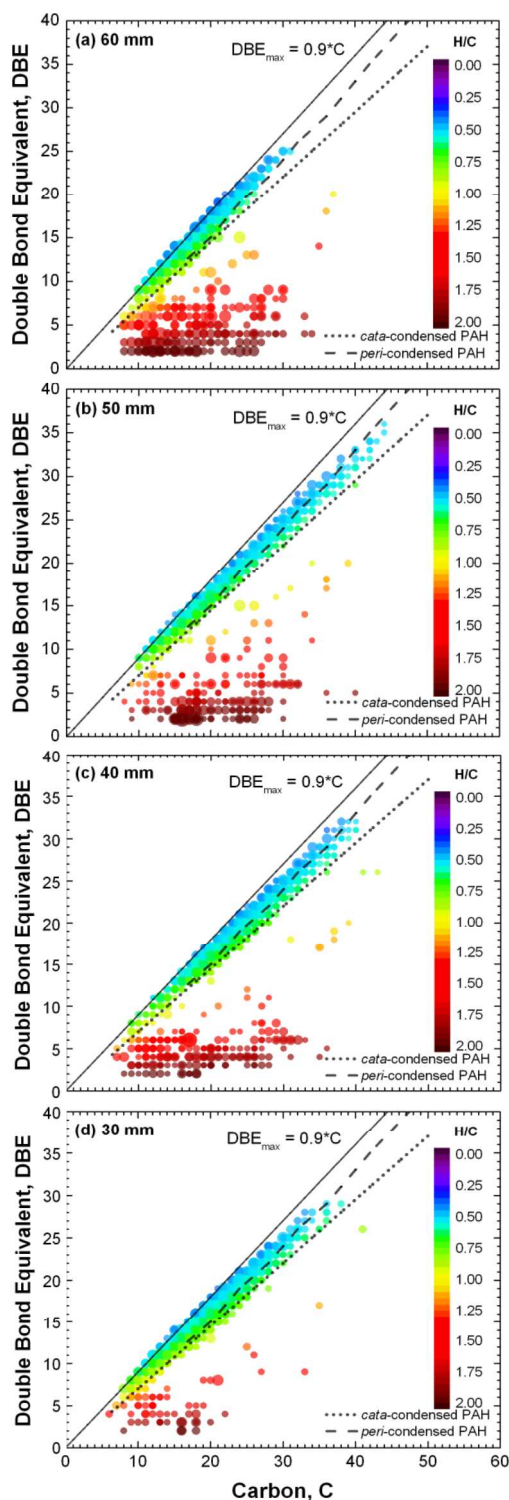 (a) 60 mm
DBEmax = 0.9*C
H/C
0.00
0.25
0.50
0.75
1.00
1.25
1.50
1.75
2.00
40
35
30
25
20
15
10
5
0
Double Bond Equivalent, DBE
cata-condensed PAH
peri-condensed PAH
(b) 50 mm
DBEmax = 0.9*C
H/C
0.00
0.25
0.50
0.75
1.00
1.25
1.50
1.75
2.00
40
35
30
25
20
15
10
5
0
Double Bond Equivalent, DBE
cata-condensed PAH
peri-condensed PAH
(c) 40 mm
DBEmax = 0.9*C
H/C
0.00
0.25
0.50
0.75
1.00
1.25
1.50
1.75
2.00
40
35
30
25
20
15
10
5
0
Double Bond Equivalent, DBE
cata-condensed PAH
peri-condensed PAH
(d) 30 mm
DBEmax = 0.9*C
H/C
0.00
0.25
0.50
0.75
1.00
1.25
1.50
1.75
2.00
40
35
30
25
20
15
10
5
0
Double Bond Equivalent, DBE
cata-condensed PAH
peri-condensed PAH
0 10 20 30 40 50 60
Carbon, C